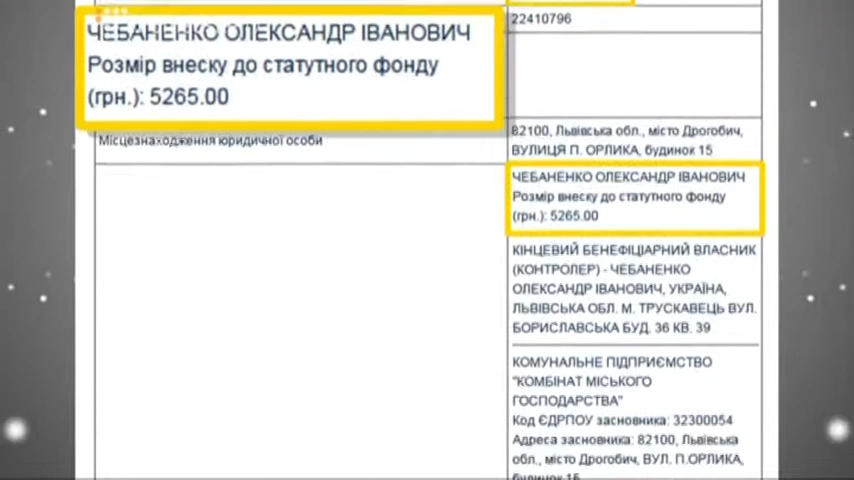 ЧЕБАНЕНКО ОЛЕКСАНДР ІВАНОВИЧ
Розмір внеску до статутного фонду
(грн.): 5265.00
22410796
Місцезнаходження юридичної особи
82100, Львівська обл., місто Дрогобич,
ВУЛИЦЯ П. ОРЛИКА, будинок 15
ЧЕБАНЕНКО ОЛЕКСАНДР ІВАНОВИЧ
Розмір внеску до статутного фонду
(грн.): 5265.00
КІНЦЕВИЙ БЕНЕФІЦІАРНИЙ ВЛАСНИК
(КОНТРОЛЕР) - ЧЕБАНЕНКО
ОЛЕКСАНДР ІВАНОВИЧ, УКРАЇНА,
ЛЬВІВСЬКА ОБЛ. М. ТРУСКАВЕЦЬ ВУЛ.
БОРИСЛАВСЬКА БУД. 36 КВ. 39
КОМУНАЛЬНЕ ПІДПРИЄМСТВО
"КОМБІНАТ МІСЬКОГО
ГОСПОДАРСТВА"
Код ЄДРПОУ засновника: 32300054
Адреса засновника: 82100, Львівська
обл., місто Дрогобич, ВУЛ. П.ОРЛИКА,
будинок 15